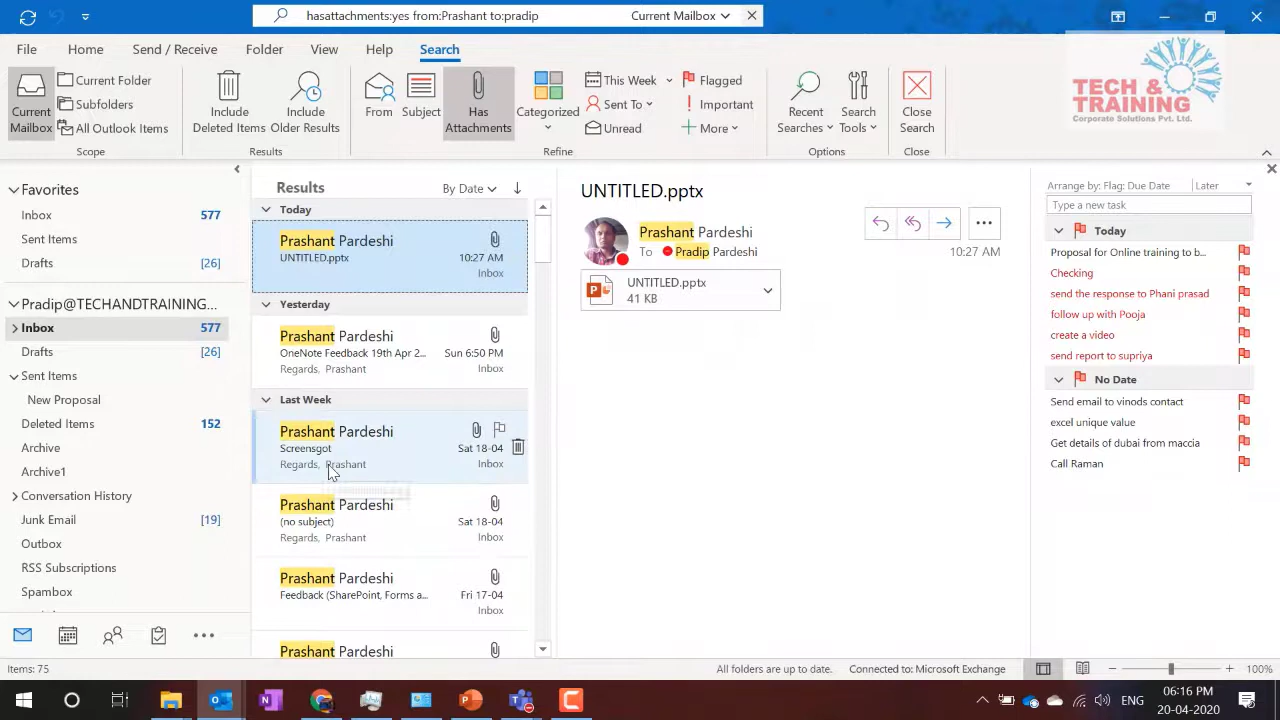 hasattachments:yes from:Prashant to:pradip
Current Mailbox
File
Home
Send / Receive
Folder
View
Help
Search
Current Mailbox
Current Folder
Subfolders
All Outlook Items
Scope
Include Deleted Items
Include Older Results
Results
From
Subject
Has Attachments
Categorized
This Week
Sent To
Unread
Flagged
Important
More
Refine
Recent Searches
Search Tools
Options
Close Search
Close
TECH &
TRAINING
Corporate Solutions Pvt. Ltd.
Favorites
Inbox 577
Sent Items
Drafts [26]
Pradip@TECHANDTRAINING...
Inbox 577
Drafts [26]
Sent Items
New Proposal
Deleted Items 152
Archive
Archive1
Conversation History
Junk Email [19]
Outbox
RSS Subscriptions
Spambox
Results
By Date
Today
Prashant Pardeshi
UNTITLED.pptx 10:27 AM
Inbox
Yesterday
Prashant Pardeshi
OneNote Feedback 19th Apr 2... Sun 6:50 PM
Regards, Prashant Inbox
Last Week
Prashant Pardeshi
Screensgot Sat 18-04
Regards, Prashant Inbox
Prashant Pardeshi
(no subject) Sat 18-04
Regards, Prashant Inbox
Prashant Pardeshi
Feedback (SharePoint, Forms a... Fri 17-04
Inbox
Prashant Pardeshi
UNTITLED.pptx
Prashant Pardeshi
To Pradip Pardeshi
10:27 AM
UNTITLED.pptx
41 KB
Arrange by: Flag: Due Date Later
Type a new task
Today
Proposal for Online training to b...
Checking
send the response to Phani prasad
follow up with Pooja
create a video
send report to supriya
No Date
Send email to vinods contact
excel unique value
Get details of dubai from maccia
Call Raman
Items: 75
All folders are up to date.
Connected to: Microsoft Exchange
100%
ENG
06:16 PM
20-04-2020